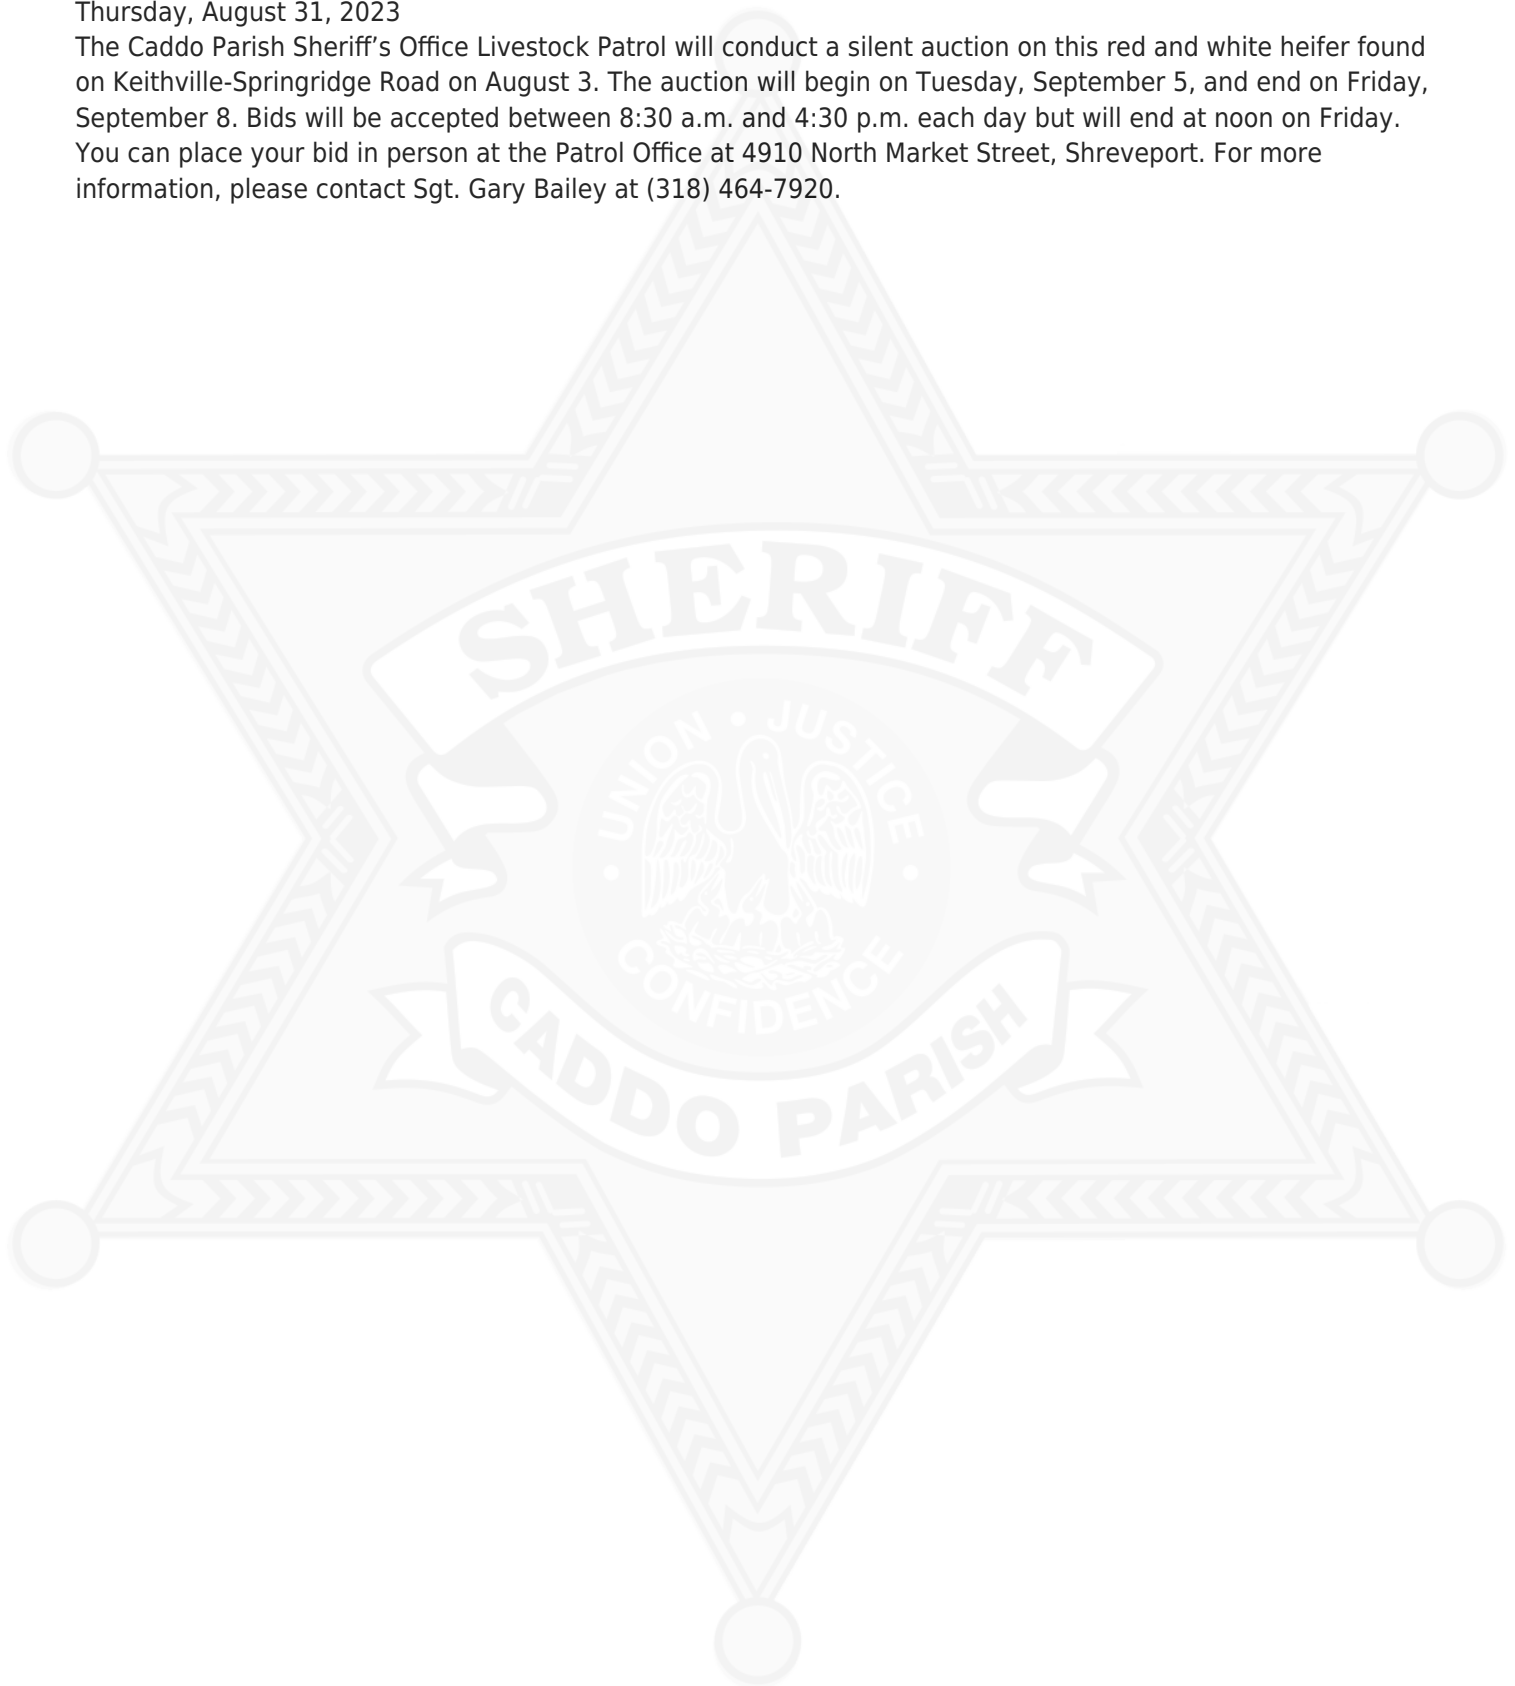 Thursday, August 31, 2023
The Caddo Parish Sheriff’s Office Livestock Patrol will conduct a silent auction on this red and white heifer found
on Keithville-Springridge Road on August 3. The auction will begin on Tuesday, September 5, and end on Friday,
September 8. Bids will be accepted between 8:30 a.m. and 4:30 p.m. each day but will end at noon on Friday.
You can place your bid in person at the Patrol Office at 4910 North Market Street, Shreveport. For more
information, please contact Sgt. Gary Bailey at (318) 464-7920.
SHERIFF
UNION • JUSTICE
• CONFIDENCE •
CADDO PARISH